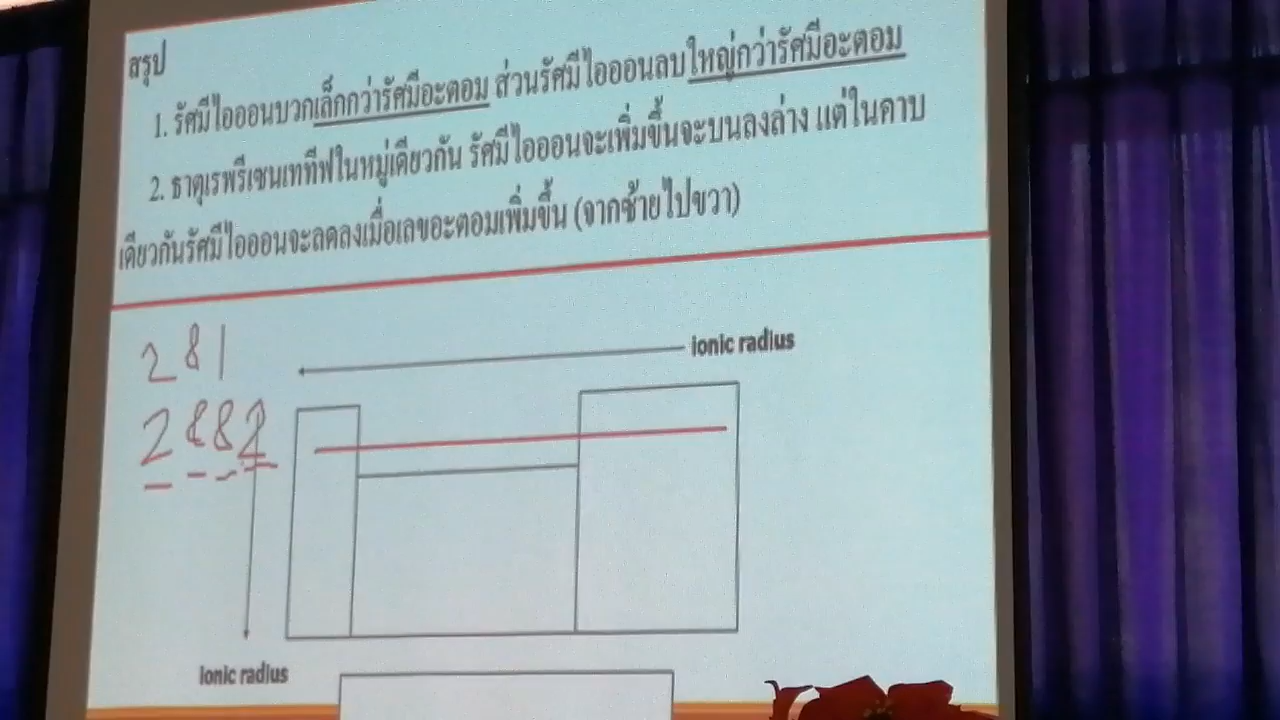 สรุป
1. รัศมีไอออนบวกเล็กกว่ารัศมีอะตอม ส่วนรัศมีไอออนลบใหญ่กว่ารัศมีอะตอม
2. ธาตุเรพรีเซนเททีฟในหมู่เดียวกัน รัศมีไอออนจะเพิ่มขึ้นจะบนลงล่าง แต่ในคาบ
เดียวกันรัศมีไอออนจะลดลงเมื่อเลขอะตอมเพิ่มขึ้น (จากซ้ายไปขวา)
2 8 1
ionic radius
2 8 8 2
ionic radius